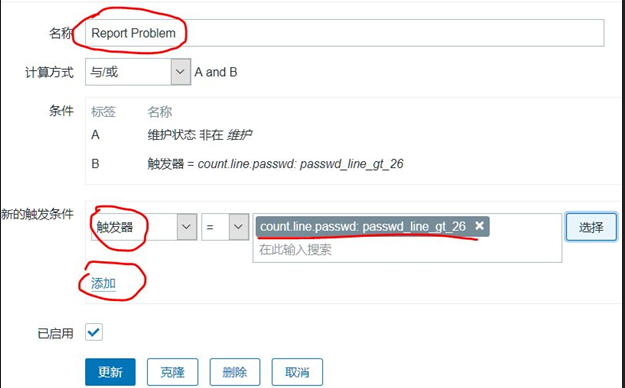 名称 Report Problem
计算方式 与/或 A and B
条件 标签 名称
A 维护状态 非在 维护
B 触发器 = count.line.passwd: passwd_line_gt_26
新的触发条件 触发器 = count.line.passwd: passwd_line_gt_26 × 选择
在此输入搜索
添加
已启用
更新 克隆 删除 取消